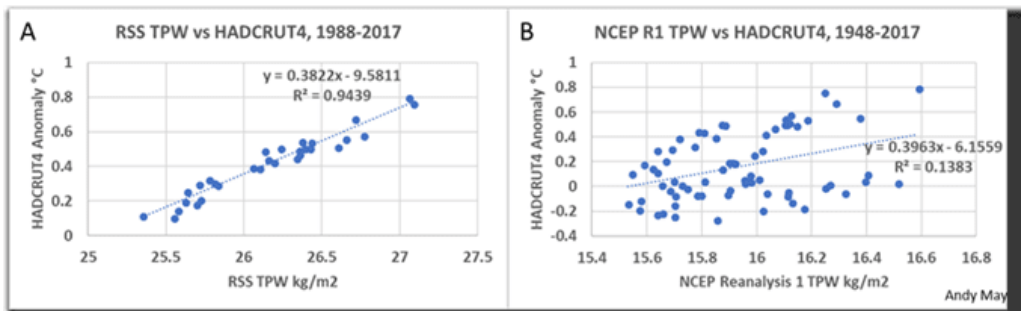 A
RSS TPW vs HADCRUT4, 1988-2017
y = 0.3822x - 9.5811
R² = 0.9439
HADCRUT4 Anomaly °C
1
0.8
0.6
0.4
0.2
0
25
25.5
26
26.5
27
27.5
RSS TPW kg/m2
B
NCEP R1 TPW vs HADCRUT4, 1948-2017
y = 0.3963x - 6.1559
R² = 0.1383
HADCRUT4 Anomaly °C
1
0.8
0.6
0.4
0.2
0
-0.2
-0.4
15.4
15.6
15.8
16
16.2
16.4
16.6
16.8
NCEP Reanalysis 1 TPW kg/m2
Andy May